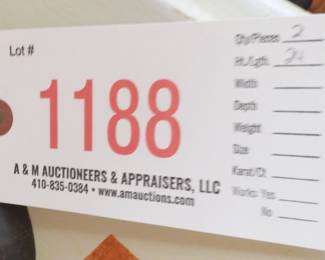 Lot #
1188
A & M AUCTIONEERS & APPRAISERS, LLC
410-835-0384 • www.amauctions.com
Qty/Pieces 2
Ht./Lgth. 24
Width
Depth
Weight
Size
Karat/Ct
Works: Yes
No